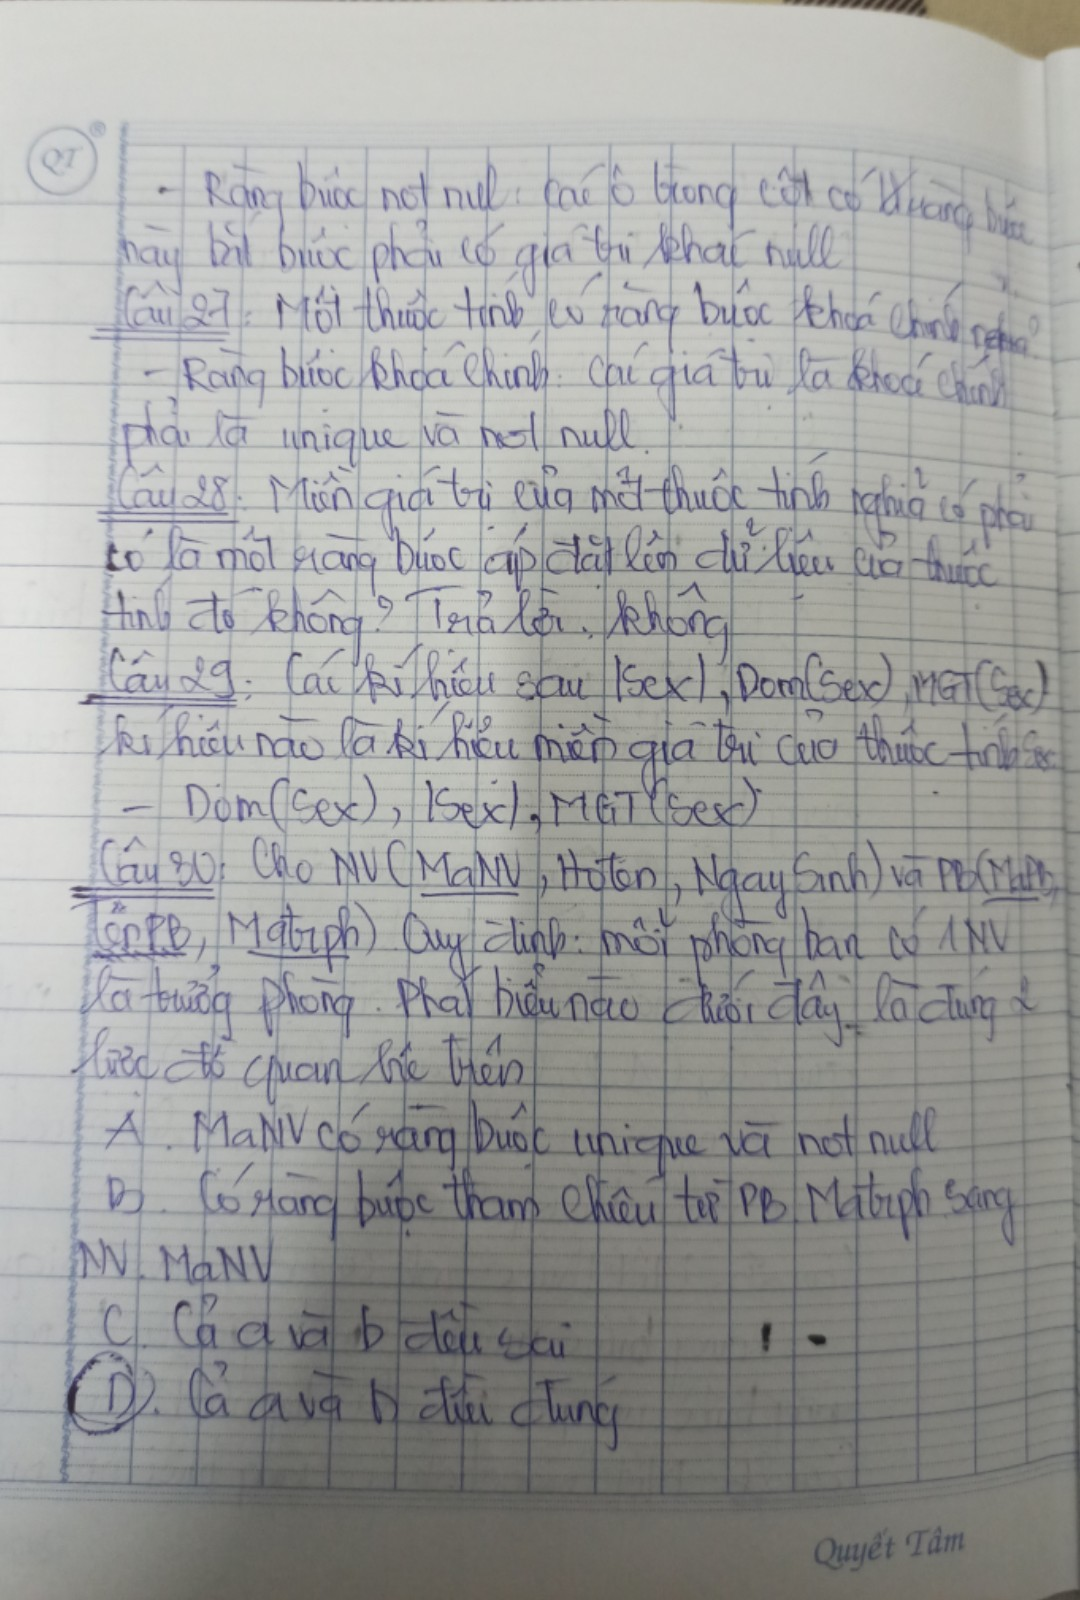 QT
- Ràng buộc not null: các ô trong cột có ràng buộc
này bắt buộc phải có giá trị khác null
Câu 27: Một thuộc tính có ràng buộc khoá chính nghĩa?
- Ràng buộc khoá chính: các giá trị là khoá chính
phải là unique và not null.
Câu 28: Miền giá trị của một thuộc tính nghĩa có phải
có là một ràng buộc áp đặt lên dữ liệu của thuộc
tính đó không? Trả lời: không
Câu 29: Các kí hiệu sau |Sex|, Dom(Sex), MGT(Sex)
kí hiệu nào là kí hiệu miền giá trị của thuộc tính Sex
- Dom(Sex), |Sex|, MGT(Sex)
Câu 30: Cho NV(MaNV, Hoten, NgaySinh) và PB(MaPB,
TênPB, Matrph) Quy định: mỗi phòng ban có 1 NV
là trưởng phòng. Phát biểu nào dưới đây là đúng ở
lược đồ quan hệ trên
A. MaNV có ràng buộc unique và not null
B. Có ràng buộc tham chiếu từ PB. Matrph sang
NV. MaNV
C. Cả a và b đều sai
D). Cả a và b đều đúng
Quyết Tâm